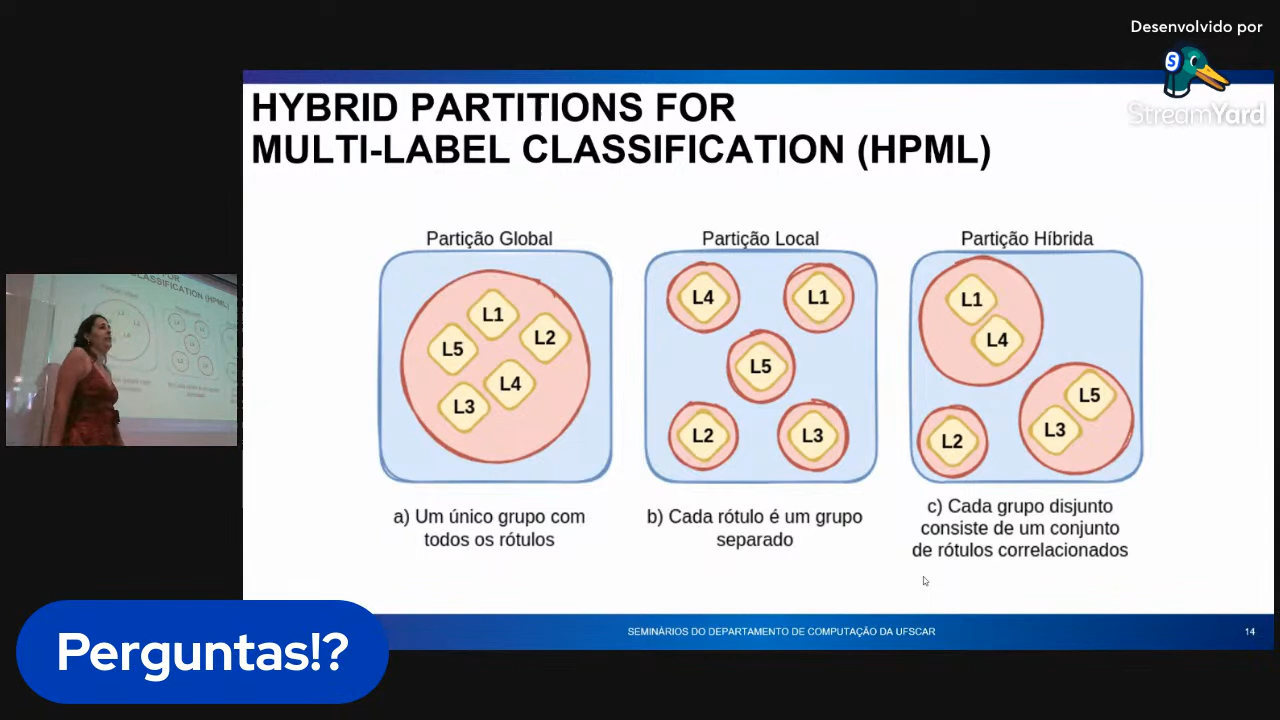 Desenvolvido por
S
StreamYard
HYBRID PARTITIONS FOR
MULTI-LABEL CLASSIFICATION (HPML)
Partição Global
L1
L2
L5
L4
L3
a) Um único grupo com
todos os rótulos
Partição Local
L4
L1
L5
L2
L3
b) Cada rótulo é um grupo
separado
Partição Híbrida
L1
L4
L5
L3
L2
c) Cada grupo disjunto
consiste de um conjunto
de rótulos correlacionados
SEMINÁRIOS DO DEPARTAMENTO DE COMPUTAÇÃO DA UFSCAR
14
FOR
CLASSIFICATION (HPML)
Perguntas!?